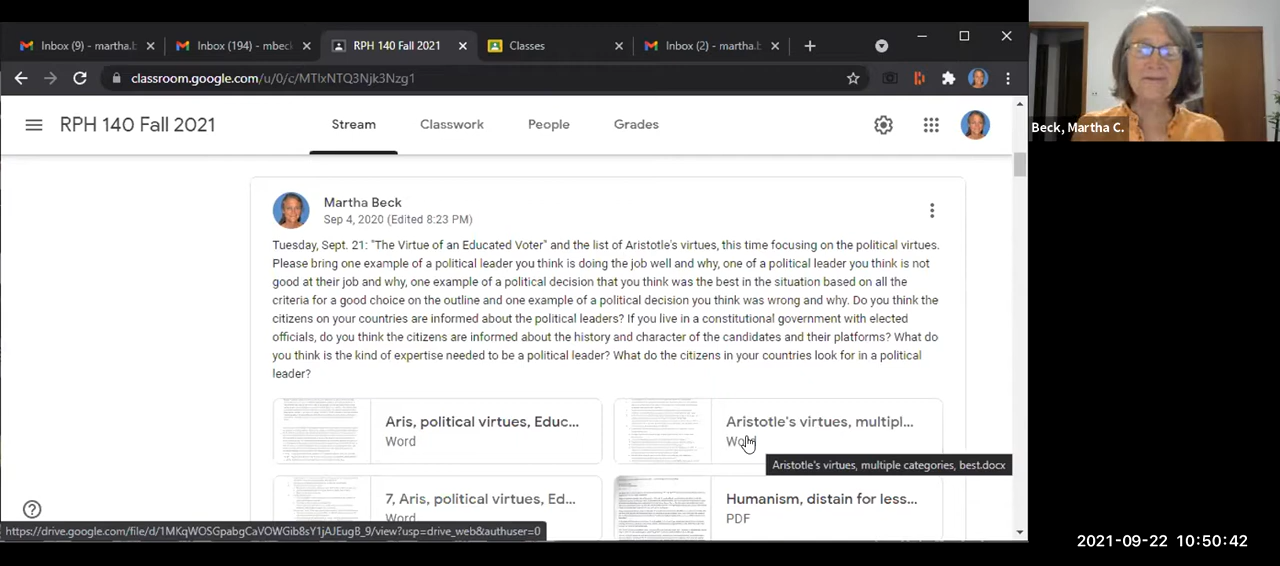 Inbox (9) - martha.b
Inbox (194) - mbeck
RPH 140 Fall 2021
Classes
Inbox (2) - martha.b
classroom.google.com/u/0/c/MTIxNTQ3Njk3Nzg1
RPH 140 Fall 2021
Stream
Classwork
People
Grades
Beck, Martha C.
Martha Beck
Sep 4, 2020 (Edited 8:23 PM)
Tuesday, Sept. 21: "The Virtue of an Educated Voter" and the list of Aristotle's virtues, this time focusing on the political virtues.
Please bring one example of a political leader you think is doing the job well and why, one of a political leader you think is not
good at their job and why, one example of a political decision that you think was the best in the situation based on all the
criteria for a good choice on the outline and one example of a political decision you think was wrong and why. Do you think the
citizens on your countries are informed about the political leaders? If you live in a constitutional government with elected
officials, do you think the citizens are informed about the history and character of the candidates and their platforms? What do
you think is the kind of expertise needed to be a political leader? What do the citizens in your countries look for in a political
leader?
political virtues, Educ...
Word
Aristotle's virtues, multipl...
Word
Aristotle's virtues, multiple categories, best.docx
7, Aris political virtues, Ed...
Humanism, distain for less...
PDF
2021-09-22 10:50:42